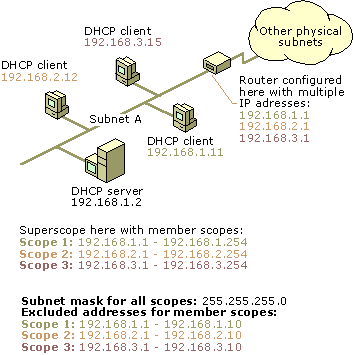 DHCP client
192.168.3.15
Other physical
subnets
DHCP client
192.168.2.12
Router configured
here with multiple
IP adresses:
192.168.1.1
192.168.2.1
192.168.3.1
Subnet A
DHCP client
192.168.1.11
DHCP server
192.168.1.2
Superscope here with member scopes:
Scope 1: 192.168.1.1 - 192.168.1.254
Scope 2: 192.168.2.1 - 192.168.2.254
Scope 3: 192.168.3.1 - 192.168.3.254
Subnet mask for all scopes: 255.255.255.0
Excluded addresses for member scopes:
Scope 1: 192.168.1.1 - 192.168.1.10
Scope 2: 192.168.2.1 - 192.168.2.10
Scope 3: 192.168.3.1 - 192.168.3.10